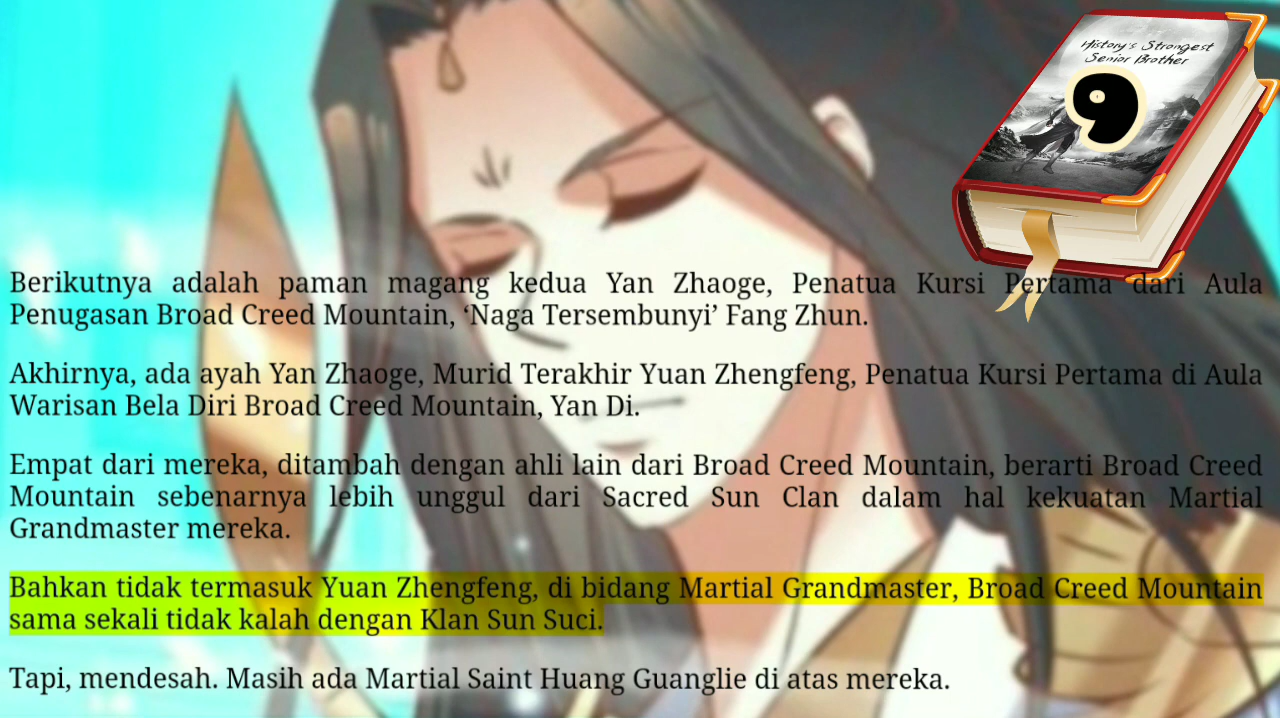 History's Strongest
Senior Brother
9
Berikutnya adalah paman magang kedua Yan Zhaoge, Penatua Kursi Pertama dari Aula
Penugasan Broad Creed Mountain, ‘Naga Tersembunyi’ Fang Zhun.
Akhirnya, ada ayah Yan Zhaoge, Murid Terakhir Yuan Zhengfeng, Penatua Kursi Pertama di Aula
Warisan Bela Diri Broad Creed Mountain, Yan Di.
Empat dari mereka, ditambah dengan ahli lain dari Broad Creed Mountain, berarti Broad Creed
Mountain sebenarnya lebih unggul dari Sacred Sun Clan dalam hal kekuatan Martial
Grandmaster mereka.
Bahkan tidak termasuk Yuan Zhengfeng, di bidang Martial Grandmaster, Broad Creed Mountain
sama sekali tidak kalah dengan Klan Sun Suci.
Tapi, mendesah. Masih ada Martial Saint Huang Guanglie di atas mereka.